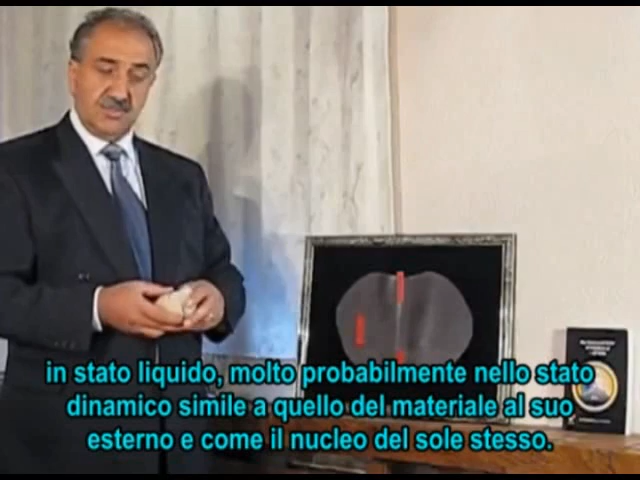 in stato liquido, molto probabilmente nello stato
dinamico simile a quello del materiale al suo
esterno e come il nucleo del sole stesso.